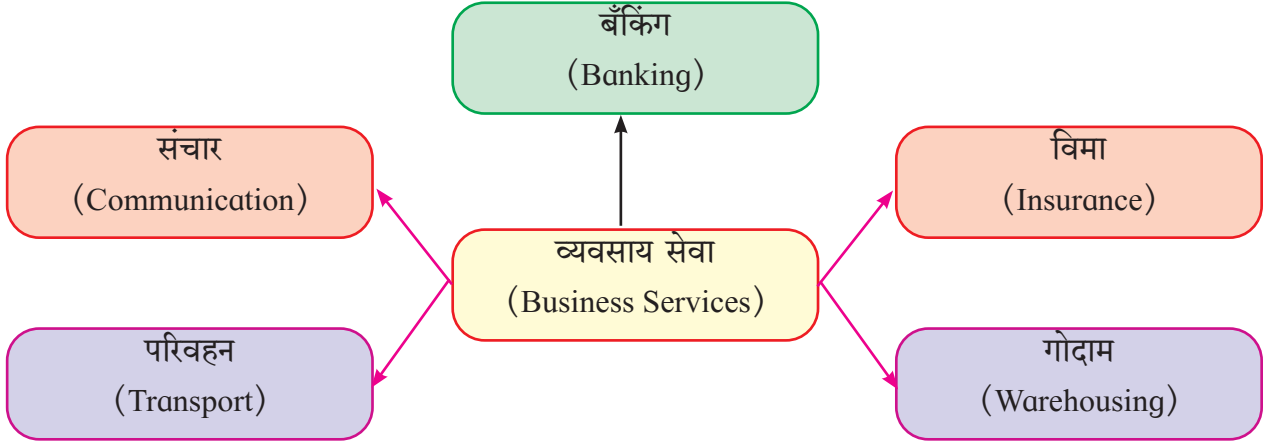 बँकिंग
(Banking)
संचार
(Communication)
विमा
(Insurance)
व्यवसाय सेवा
(Business Services)
परिवहन
(Transport)
गोदाम
(Warehousing)